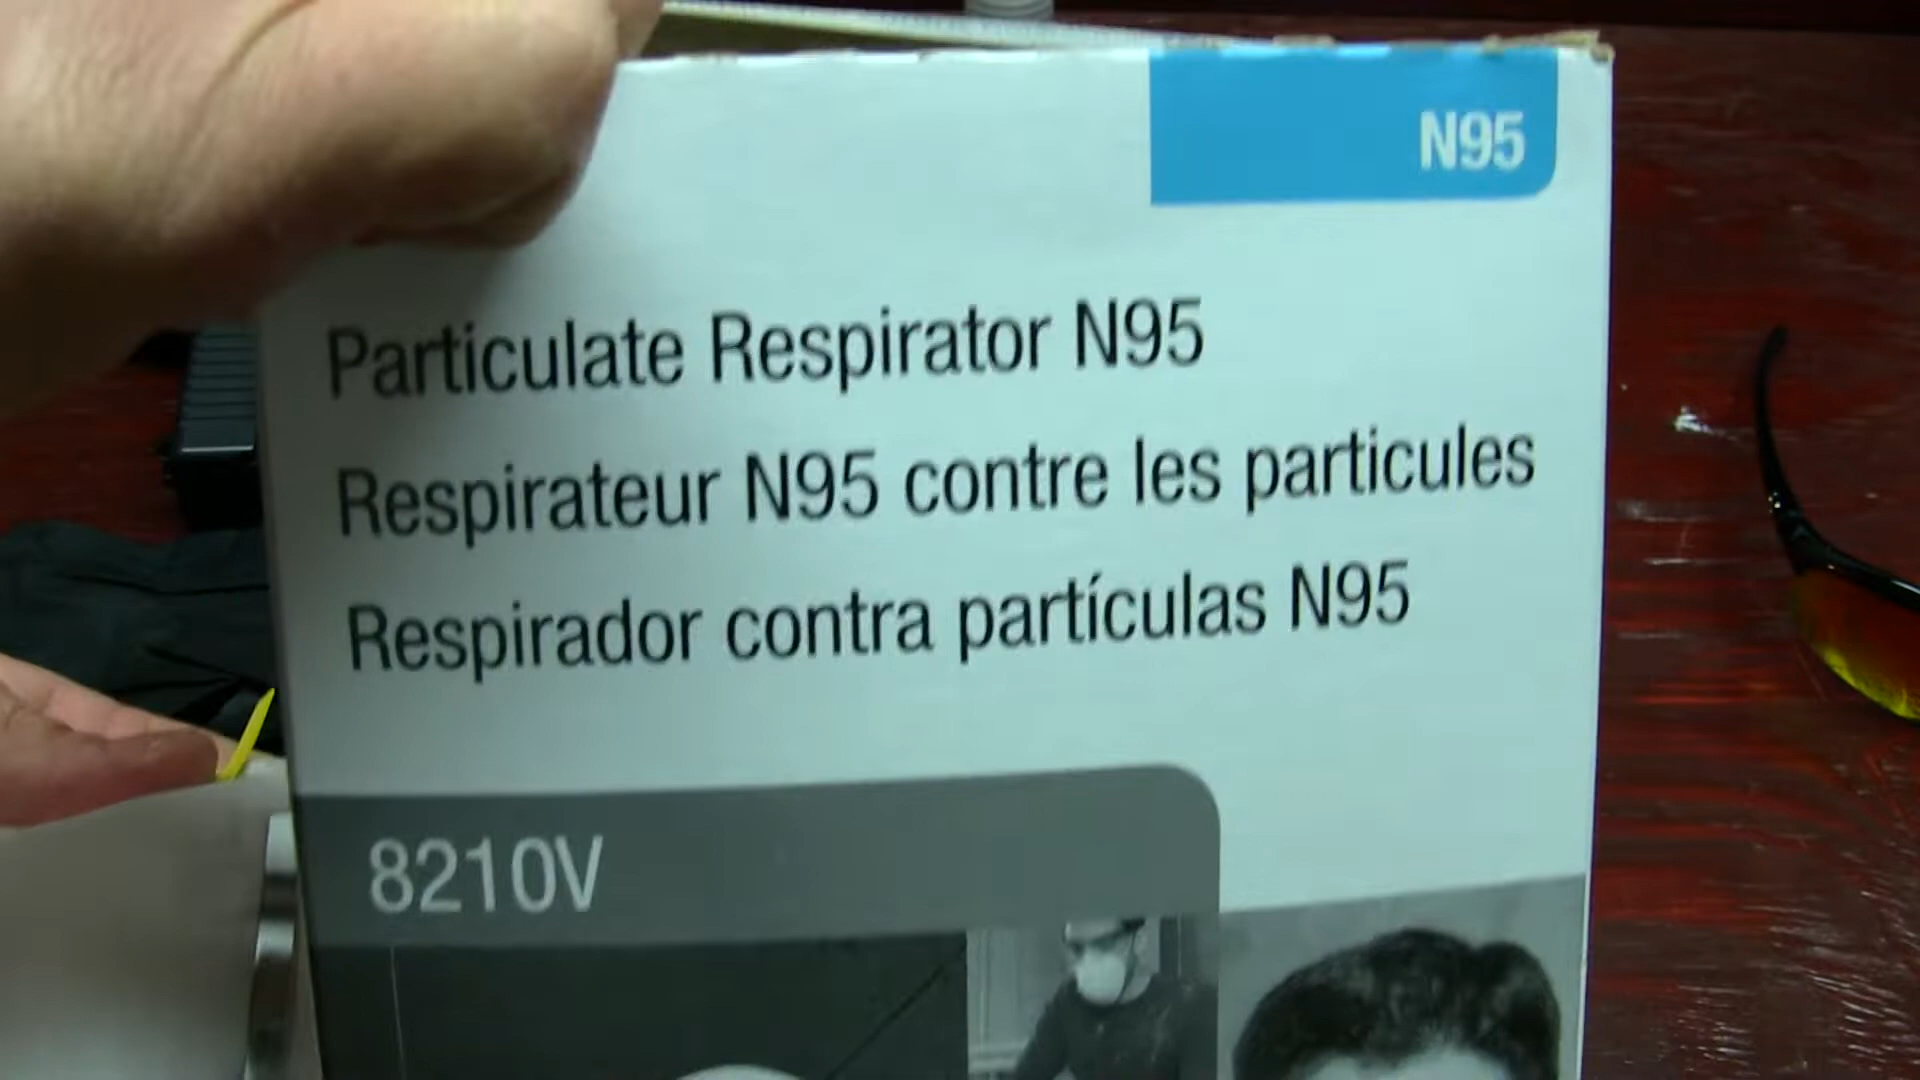 N95
Particulate Respirator N95
Respirateur N95 contre les particules
Respirador contra partículas N95
8210V